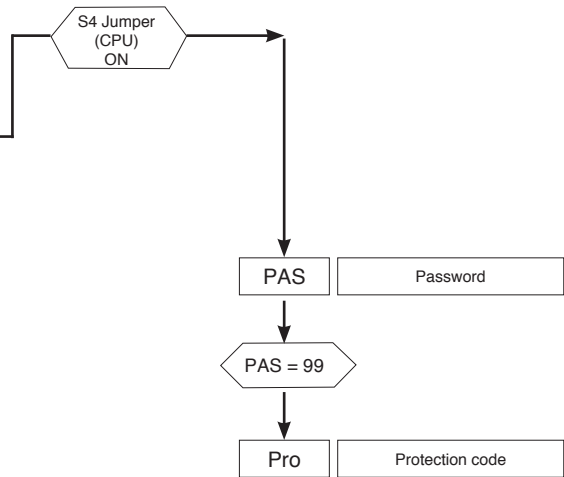 S4 Jumper
(CPU)
ON
PAS
Password
PAS = 99
Pro
Protection code